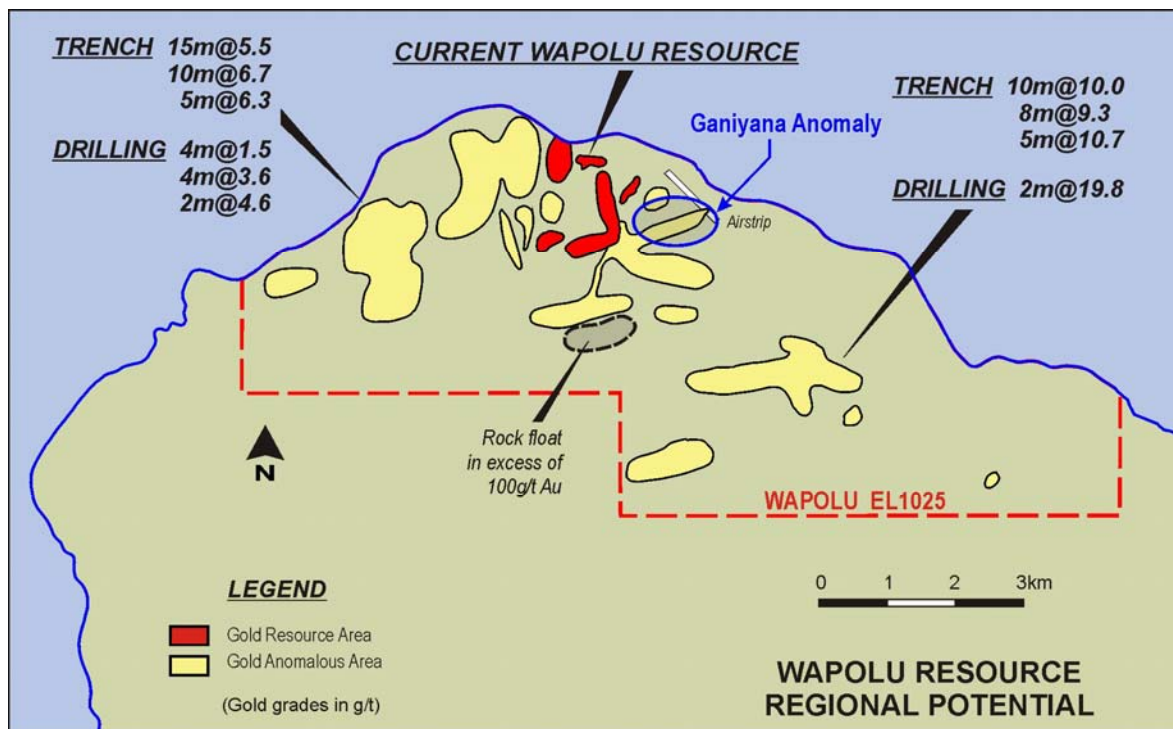 TRENCH 15m@5.5
10m@6.7
5m@6.3
DRILLING 4m@1.5
4m@3.6
2m@4.6
CURRENT WAPOLU RESOURCE
Ganiyana Anomaly
TRENCH 10m@10.0
8m@9.3
5m@10.7
DRILLING 2m@19.8
Airstrip
Rock float
in excess of
100g/t Au
N
WAPOLU EL1025
LEGEND
Gold Resource Area
Gold Anomalous Area
(Gold grades in g/t)
0 1 2 3km
WAPOLU RESOURCE
REGIONAL POTENTIAL